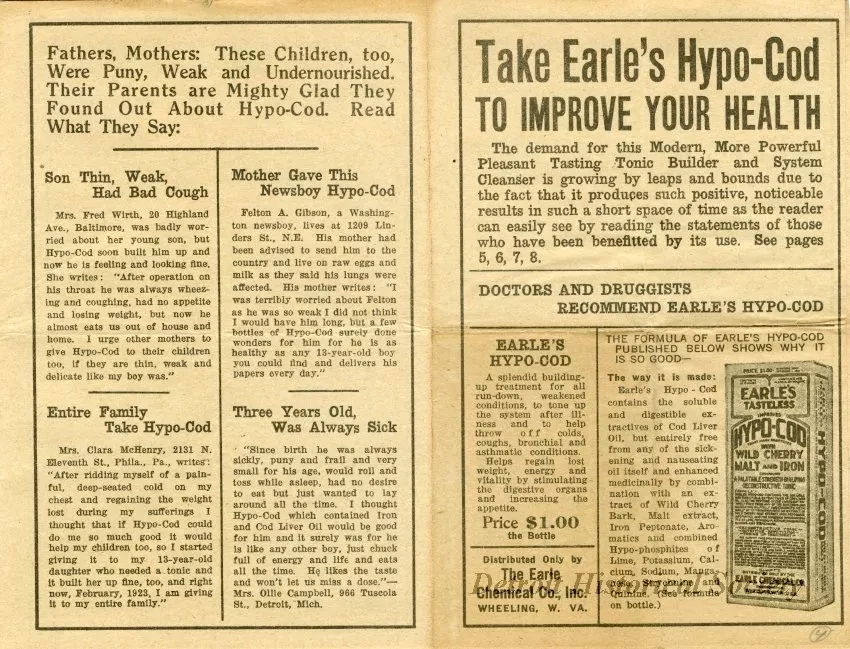 Fathers, Mothers: These Children, too,
Were Puny, Weak and Undernourished.
Their Parents are Mighty Glad They
Found Out About Hypo-Cod. Read
What They Say:
Son Thin, Weak,
Had Bad Cough
Mrs. Fred Wirth, 20 Highland
Ave., Baltimore, was badly wor-
ried about her young son, but
Hypo-Cod soon built him up and
now he is feeling and looking fine.
She writes: "After operation on
his throat he was always wheez-
ing and coughing, had no appetite
and losing weight, but now he
almost eats us out of house and
home. I urge other mothers to
give Hypo-Cod to their children
too, if they are thin, weak and
delicate like my boy was."
Entire Family
Take Hypo-Cod
Mrs. Clara McHenry, 2131 N.
Eleventh St., Phila., Pa., writes:
"After ridding myself of a pain-
ful, deep-seated cold on my
chest and regaining the weight
lost during my sufferings I
thought that if Hypo-Cod could
do me so much good it would
help my children too, so I started
giving it to my 13-year-old
daughter who needed a tonic and
it built her up fine, too, and right
now, February, 1923, I am giving
it to my entire family."
Mother Gave This
Newsboy Hypo-Cod
Felton A. Gibson, a Washing-
ton newsboy, lives at 1209 Lin-
ders St., N.E. His mother had
been advised to send him to the
country and live on raw eggs and
milk as they said his lungs were
affected. His mother writes: "I
was terribly worried about Felton
as he was so weak I did not think
I would have him long, but a few
bottles of Hypo-Cod surely done
wonders for him for he is as
healthy as any 13-year-old boy
you could find and delivers his
papers every day."
Three Years Old,
Was Always Sick
"Since birth he was always
sickly, puny and frail and very
small for his age, would roll and
toss while asleep, had no desire
to eat but just wanted to lay
around all the time. I thought
Hypo-Cod which contained Iron
and Cod Liver Oil would be good
for him and it surely was for he
is like any other boy, just chuck
full of energy and life and eats
all the time. He likes the taste
and won't let us miss a dose."—
Mrs. Ollie Campbell, 966 Tuscola
St., Detroit, Mich.
Take Earle's Hypo-Cod
TO IMPROVE YOUR HEALTH
The demand for this Modern, More Powerful
Pleasant Tasting Tonic Builder and System
Cleanser is growing by leaps and bounds due to
the fact that it produces such positive, noticeable
results in such a short space of time as the reader
can easily see by reading the statements of those
who have been benefitted by its use. See pages
5, 6, 7, 8.
DOCTORS AND DRUGGISTS
RECOMMEND EARLE'S HYPO-COD
EARLE'S
HYPO-COD
A splendid building-
up treatment for all
run-down, weakened
conditions, to tone up
the system after ill-
ness and to help
throw off colds,
coughs, bronchial and
asthmatic conditions.
Helps regain lost
weight, energy and
vitality by stimulating
the digestive organs
and increasing the
appetite.
Price $1.00
the Bottle
Distributed Only by
The Earle
Chemical Co., Inc.
WHEELING, W. VA.
THE FORMULA OF EARLE'S HYPO-COD
PUBLISHED BELOW SHOWS WHY IT
IS SO GOOD—
The way it is made:
Earle's Hypo-Cod
contains the soluble
and digestible ex-
tractives of Cod Liver
Oil, but entirely free
from any of the sick-
ening and nauseating
oil itself and enhanced
medicinally by combi-
nation with an ex-
tract of Wild Cherry
Bark, Malt extract,
Iron Peptonate, Aro-
matics and combined
Hypo-phosphites of
Lime, Potassium, Cal-
cium, Sodium, Manga-
nese, Strychnine and
Quinine. (See formula
on bottle.)
PRICE $1.00
EARLE'S
TASTELESS
HYPO-COD
WITH
WILD CHERRY
MALT AND IRON
EARLE CHEMICAL CO.
HYPO-COD
Detroit Historical Society